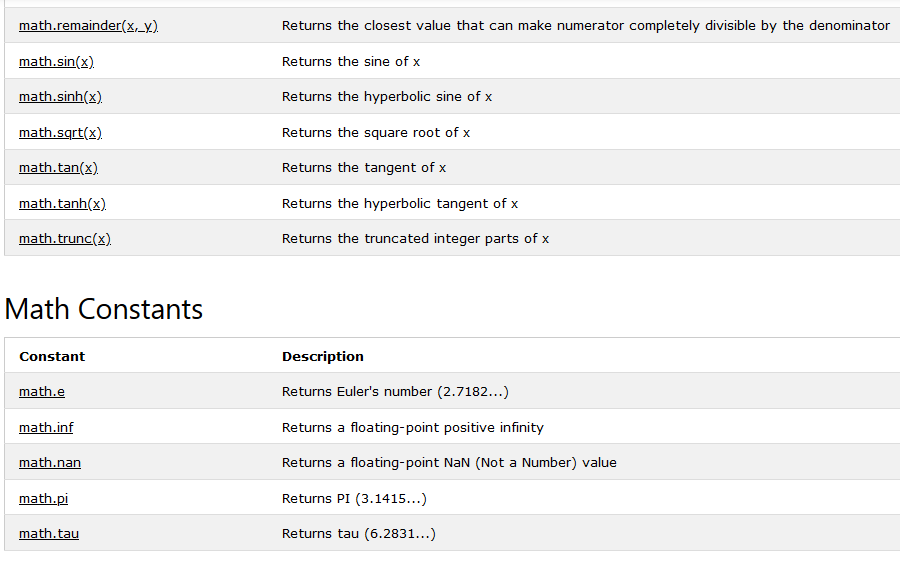 math.remainder(x, y) Returns the closest value that can make numerator completely divisible by the denominator
math.sin(x) Returns the sine of x
math.sinh(x) Returns the hyperbolic sine of x
math.sqrt(x) Returns the square root of x
math.tan(x) Returns the tangent of x
math.tanh(x) Returns the hyperbolic tangent of x
math.trunc(x) Returns the truncated integer parts of x
Math Constants
Constant Description
math.e Returns Euler's number (2.7182...)
math.inf Returns a floating-point positive infinity
math.nan Returns a floating-point NaN (Not a Number) value
math.pi Returns PI (3.1415...)
math.tau Returns tau (6.2831...)